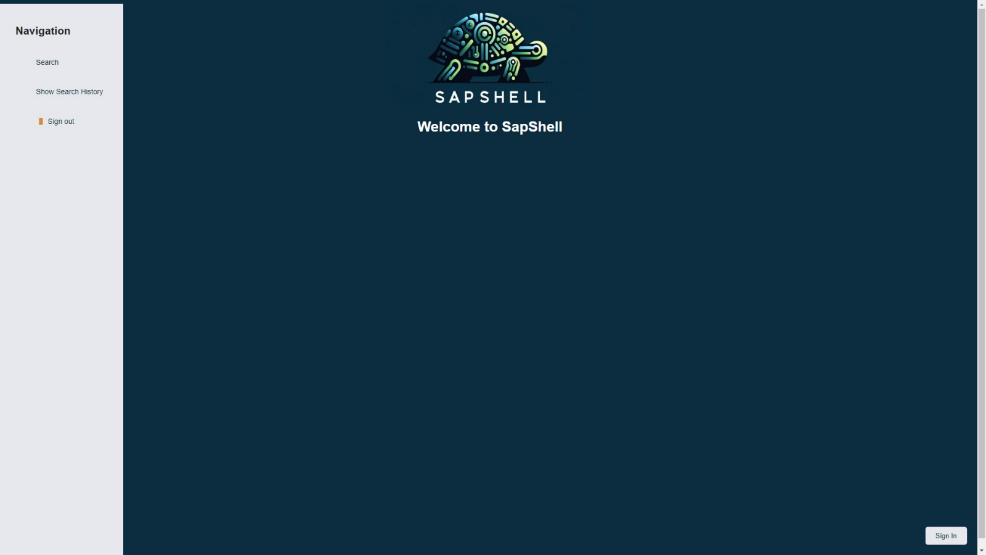 Navigation
Search
Show Search History
Sign out
SAPSHELL
Welcome to SapShell
Sign In